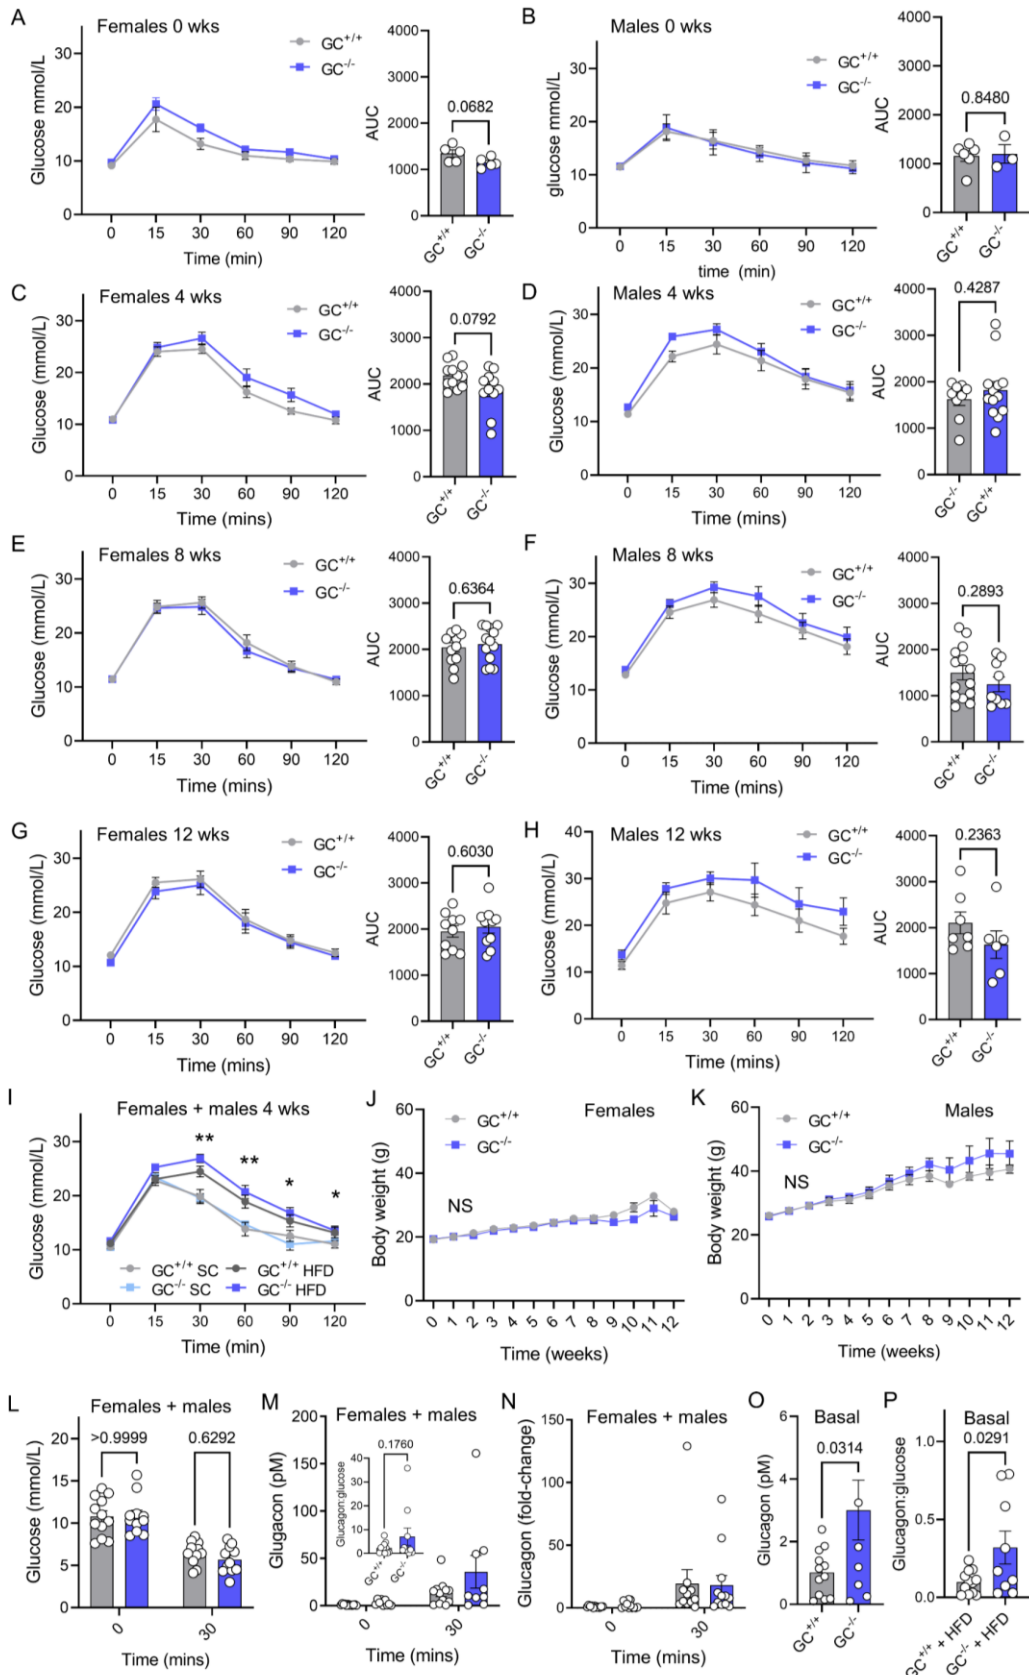 A
Females 0 wks
GC+/+
GC-/-
Glucose mmol/L
30
20
10
0
0 15 30 60 90 120
Time (min)
AUC
4000
3000
2000
1000
0
0.0682
GC+/+ GC-/-
B
Males 0 wks
GC+/+
GC-/-
glucose mmol/L
30
20
10
0
0 15 30 60 90 120
time (min)
AUC
4000
3000
2000
1000
0
0.8480
GC+/+ GC-/-
C
Females 4 wks
GC+/+
GC-/-
Glucose (mmol/L)
30
20
10
0
0 15 30 60 90 120
Time (mins)
AUC
4000
3000
2000
1000
0
0.0792
GC+/+ GC-/-
D
Males 4 wks
GC+/+
GC-/-
Glucose (mmol/L)
30
20
10
0
0 15 30 60 90 120
Time (mins)
AUC
4000
3000
2000
1000
0
0.4287
GC-/- GC+/+
E
Females 8 wks
GC+/+
GC-/-
Glucose (mmol/L)
30
20
10
0
0 15 30 60 90 120
Time (mins)
AUC
4000
3000
2000
1000
0
0.6364
GC+/+ GC-/-
F
Males 8 wks
GC+/+
GC-/-
Glucose (mmol/L)
30
20
10
0
0 15 30 60 90 120
Time (mins)
AUC
4000
3000
2000
1000
0
0.2893
GC+/+ GC-/-
G
Females 12 wks
GC+/+
GC-/-
Glucose (mmol/L)
30
20
10
0
0 15 30 60 90 120
Time (mins)
AUC
4000
3000
2000
1000
0
0.6030
GC+/+ GC-/-
H
Males 12 wks
GC+/+
GC-/-
Glucose (mmol/L)
40
30
20
10
0
0 15 30 60 90 120
Time (mins)
AUC
4000
3000
2000
1000
0
0.2363
GC+/+ GC-/-
I
Females + males 4 wks
Glucose (mmol/L)
30
20
10
0
** ** * *
GC+/+ SC GC+/+ HFD
GC-/- SC GC-/- HFD
0 15 30 60 90 120
Time (min)
J
Females
GC+/+
GC-/-
NS
Body weight (g)
60
40
20
0
0 1 2 3 4 5 6 7 8 9 10 11 12
Time (weeks)
K
Males
GC+/+
GC-/-
NS
Body weight (g)
60
40
20
0
0 1 2 3 4 5 6 7 8 9 10 11 12
Time (weeks)
L
Females + males
>0.9999 0.6292
Glucose (mmol/L)
20
15
10
5
0
0 30
Time (mins)
M
Females + males
Glugacon (pM)
200
150
100
50
0
0.1760
Glucagon:glucose
40
30
20
10
0
GC+/+ GC-/-
0 30
Time (mins)
N
Females + males
Glucagon (fold-change)
150
100
50
0
0 30
Time (mins)
O
Basal
0.0314
Glucagon (pM)
6
4
2
0
GC+/+ GC-/-
P
Basal
0.0291
Glucagon:glucose
1.0
0.5
0.0
GC+/+ + HFD GC-/- + HFD